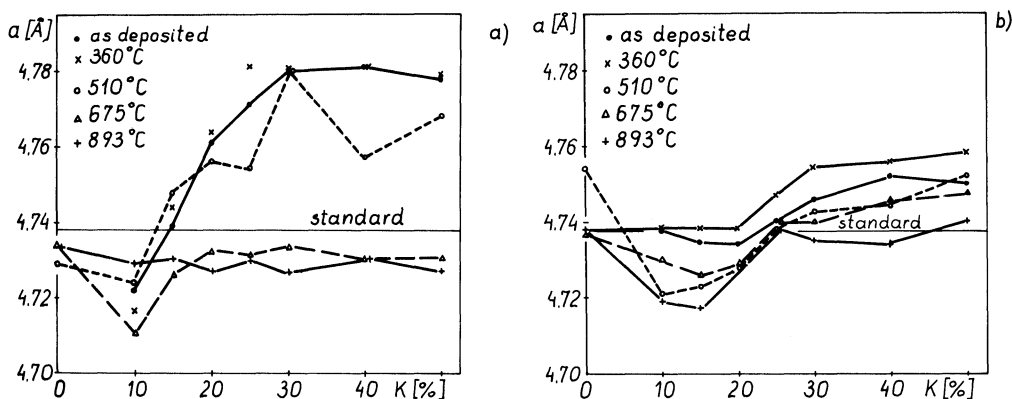 a [Å]
• as deposited
× 360°C
o 510°C
△ 675°C
+ 893°C
4,78
4,76
4,74
4,72
4,70
standard
0 10 20 30 40 K [%]
a)
a [Å]
• as deposited
× 360°C
o 510°C
△ 675°C
+ 893°C
4,78
4,76
4,74
4,72
4,70
standard
0 10 20 30 40 K [%]
b)